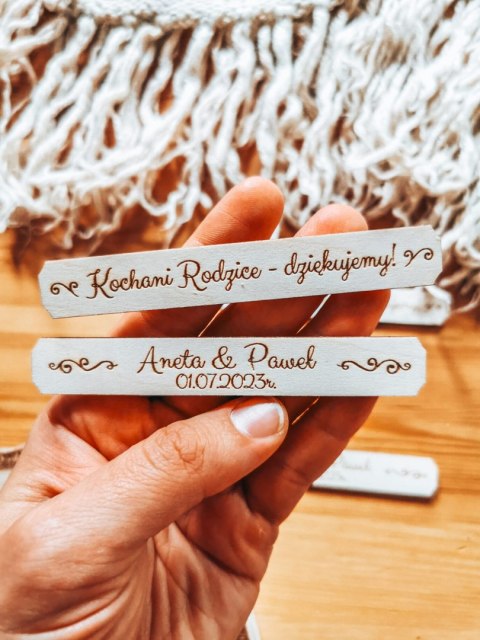 Kochani Rodzice - dziękujemy!
Aneta & Paweł
01.07.2023r.